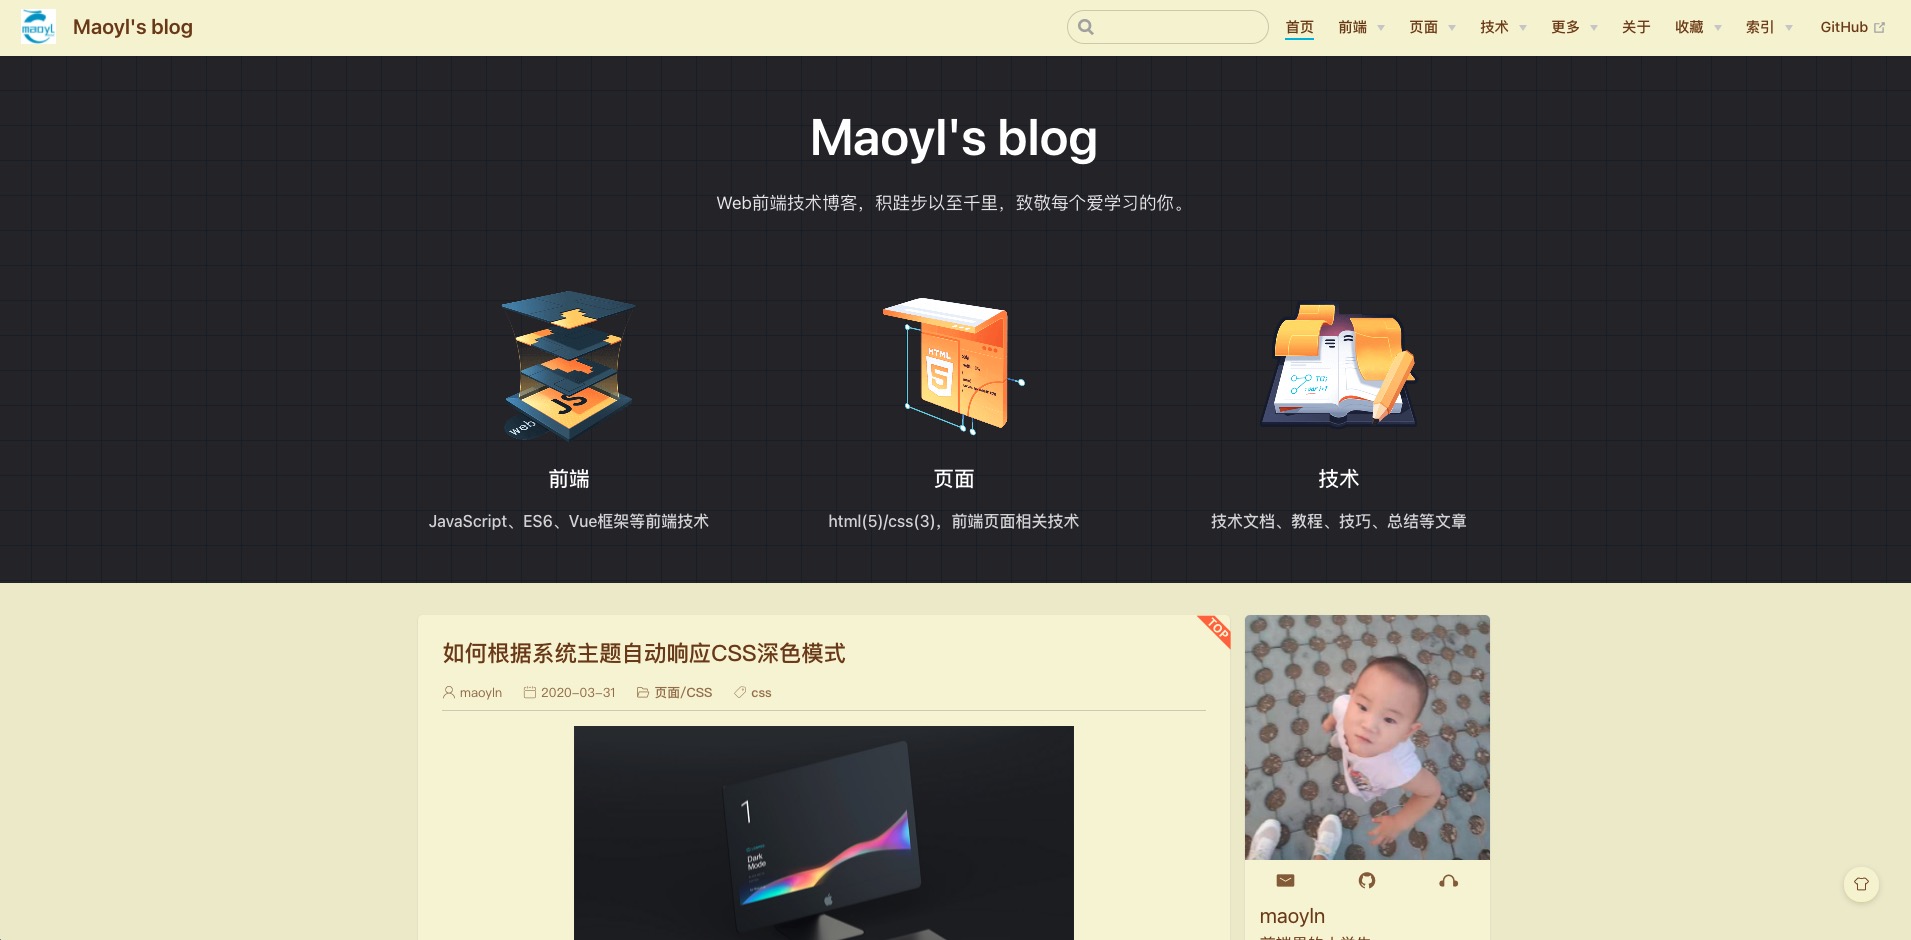 maoyl
Maoyl's blog
首页 前端 页面 技术 更多 关于 收藏 索引 GitHub
Maoyl's blog
Web前端技术博客，积跬步以至千里，致敬每个爱学习的你。
JS
web
HTML
5
前端
页面
技术
JavaScript、ES6、Vue框架等前端技术
html(5)/css(3)，前端页面相关技术
技术文档、教程、技巧、总结等文章
TOP
如何根据系统主题自动响应CSS深色模式
maoyln 2020-03-31 页面/CSS css
1
Dark
Mode
maoyln